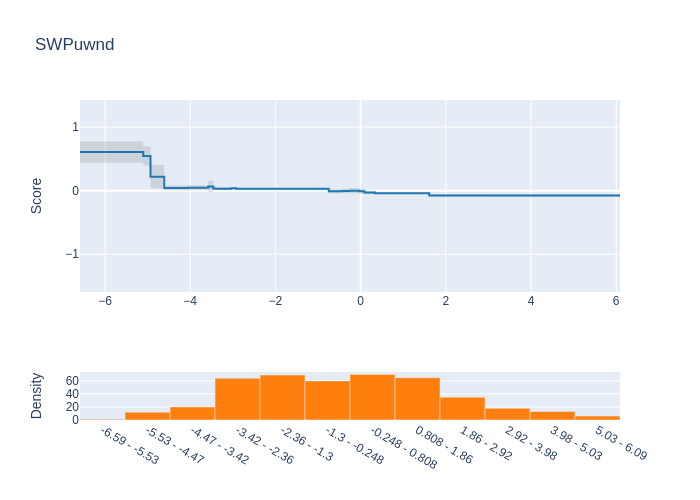 SWPuwnd
1
0
−1
Score
−6
−4
−2
0
2
4
6
60
40
20
0
Density
-6.59 - -5.53
-5.53 - -4.47
-4.47 - -3.42
-3.42 - -2.36
-2.36 - -1.3
-1.3 - -0.248
-0.248 - 0.808
0.808 - 1.86
1.86 - 2.92
2.92 - 3.98
3.98 - 5.03
5.03 - 6.09